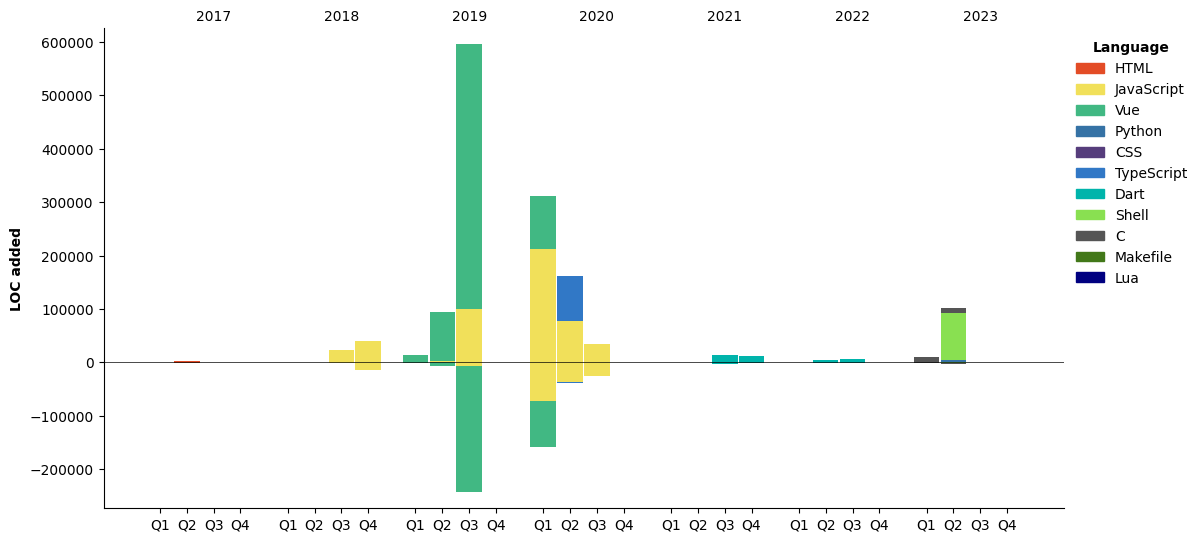 2017 2018 2019 2020 2021 2022 2023
LOC added
600000
500000
400000
300000
200000
100000
0
−100000
−200000
Q1 Q2 Q3 Q4 Q1 Q2 Q3 Q4 Q1 Q2 Q3 Q4 Q1 Q2 Q3 Q4 Q1 Q2 Q3 Q4 Q1 Q2 Q3 Q4 Q1 Q2 Q3 Q4
Language
HTML
JavaScript
Vue
Python
CSS
TypeScript
Dart
Shell
C
Makefile
Lua